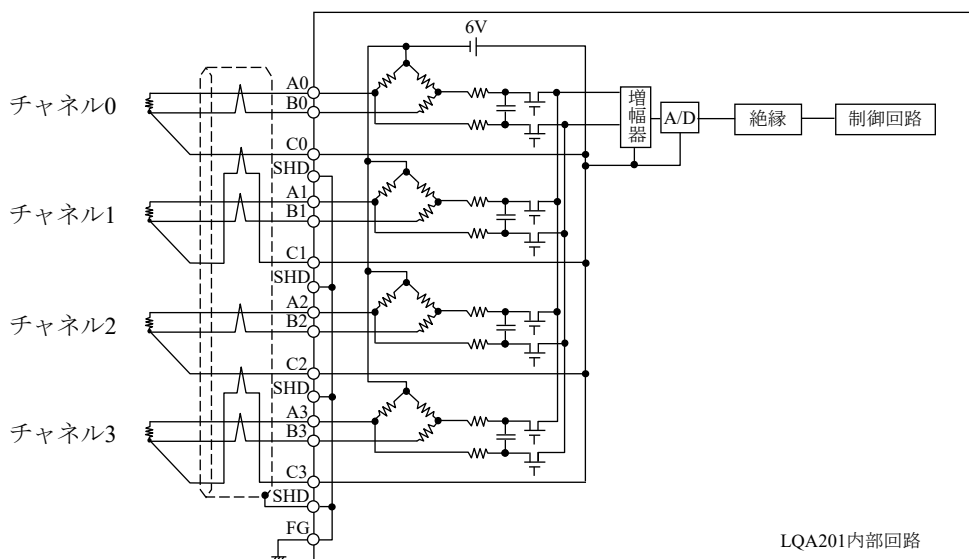 6V
チャネル0
A0
B0
C0
SHD
増幅器
A/D
絶縁
制御回路
チャネル1
A1
B1
C1
SHD
チャネル2
A2
B2
C2
SHD
チャネル3
A3
B3
C3
SHD
FG
LQA201内部回路